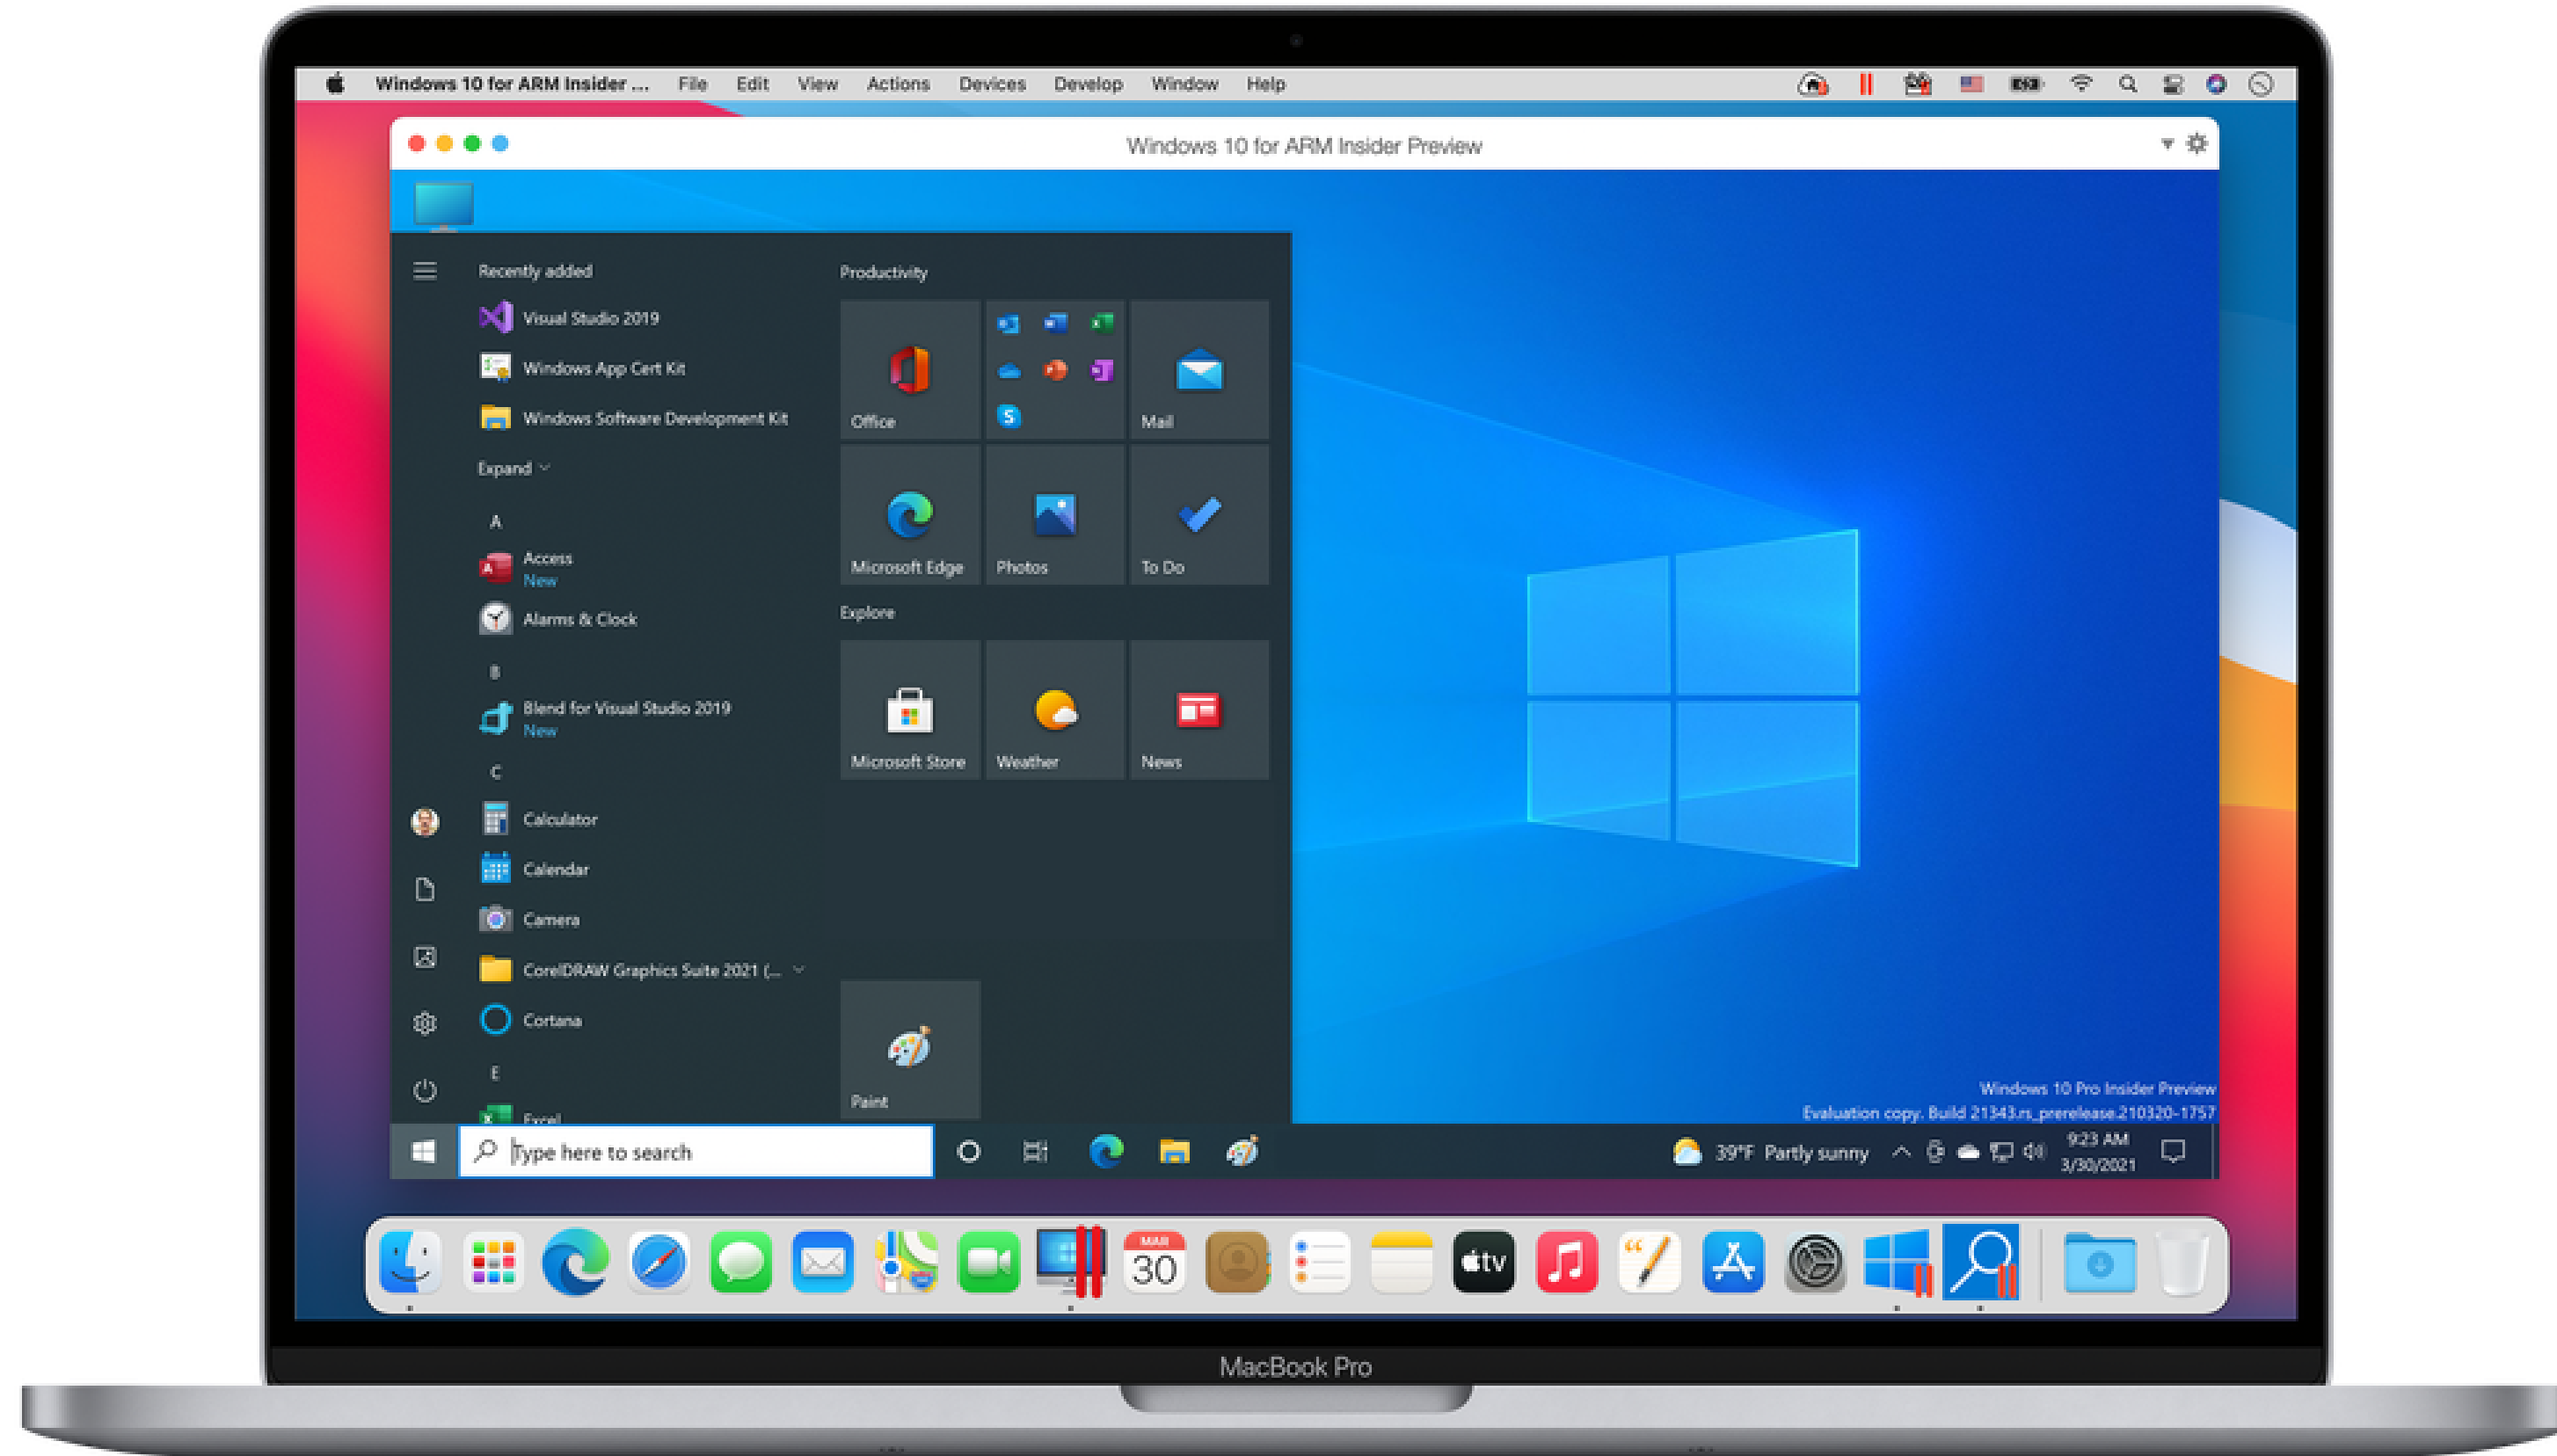 Windows 10 for ARM Insider ... File Edit View Actions Devices Develop Window Help
Windows 10 for ARM Insider Preview
Recently added
Visual Studio 2019
Windows App Cert Kit
Windows Software Development Kit
Expand
A
Access
New
Alarms & Clock
B
Blend for Visual Studio 2019
New
C
Calculator
Calendar
Camera
CorelDRAW Graphics Suite 2021 (...
Cortana
E
Excel
Productivity
Office
Mail
Microsoft Edge
Photos
To Do
Explore
Microsoft Store
Weather
News
Paint
Windows 10 Pro Insider Preview
Evaluation copy. Build 21343.rs_prerelease.210320-1757
Type here to search
39°F Partly sunny
9:23 AM
3/30/2021
MAR
30
tv
MacBook Pro